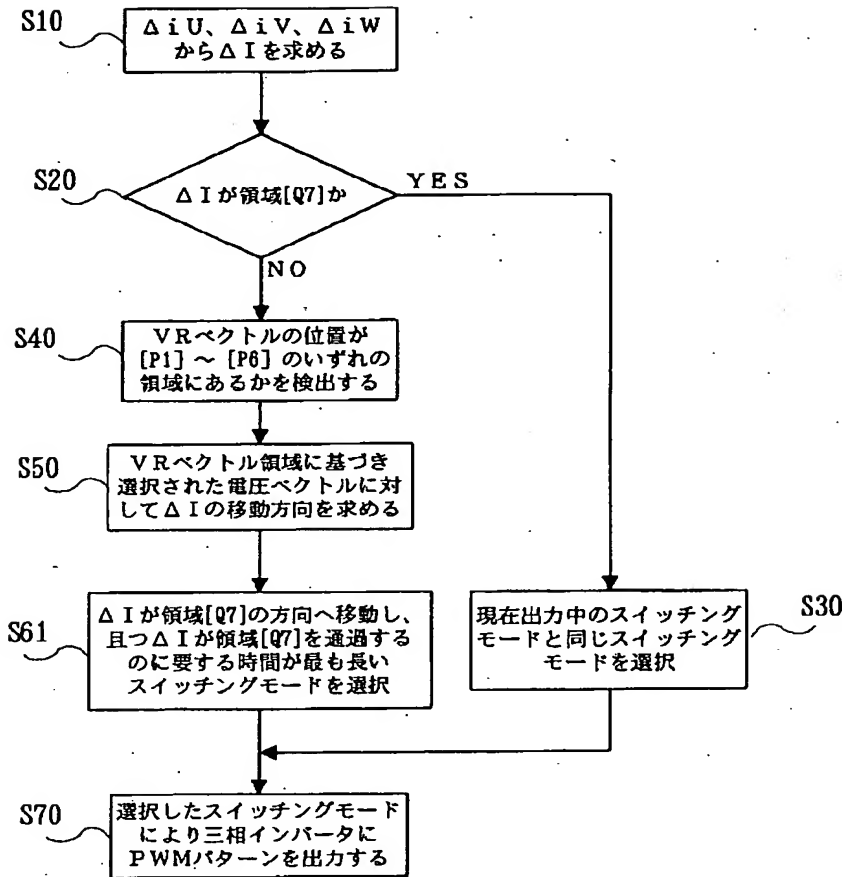 S10
ΔiU、ΔiV、ΔiW
からΔIを求める
S20
ΔIが領域[Q7]か
YES
NO
S40
VRベクトルの位置が
[P1]～[P6]のいずれの
領域にあるかを検出する
S50
VRベクトル領域に基づき
選択された電圧ベクトルに対
してΔIの移動方向を求める
S61
ΔIが領域[Q7]の方向へ移動し、
且つΔIが領域[Q7]を通過する
のに要する時間が最も長い
スイッチングモードを選択
S30
現在出力中のスイッチング
モードと同じスイッチング
モードを選択
S70
選択したスイッチングモード
により三相インバータに
PWMパターンを出力する